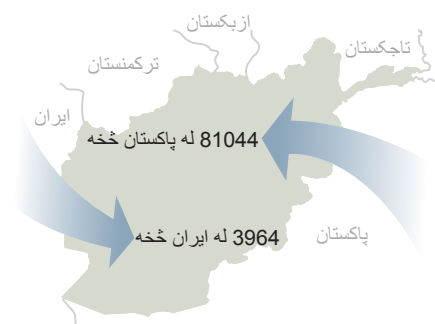 ازبکستان
تاجکستان
ترکمنستان
ایران
81044 له پاکستان څخه
3964 له ایران څخه
پاکستان